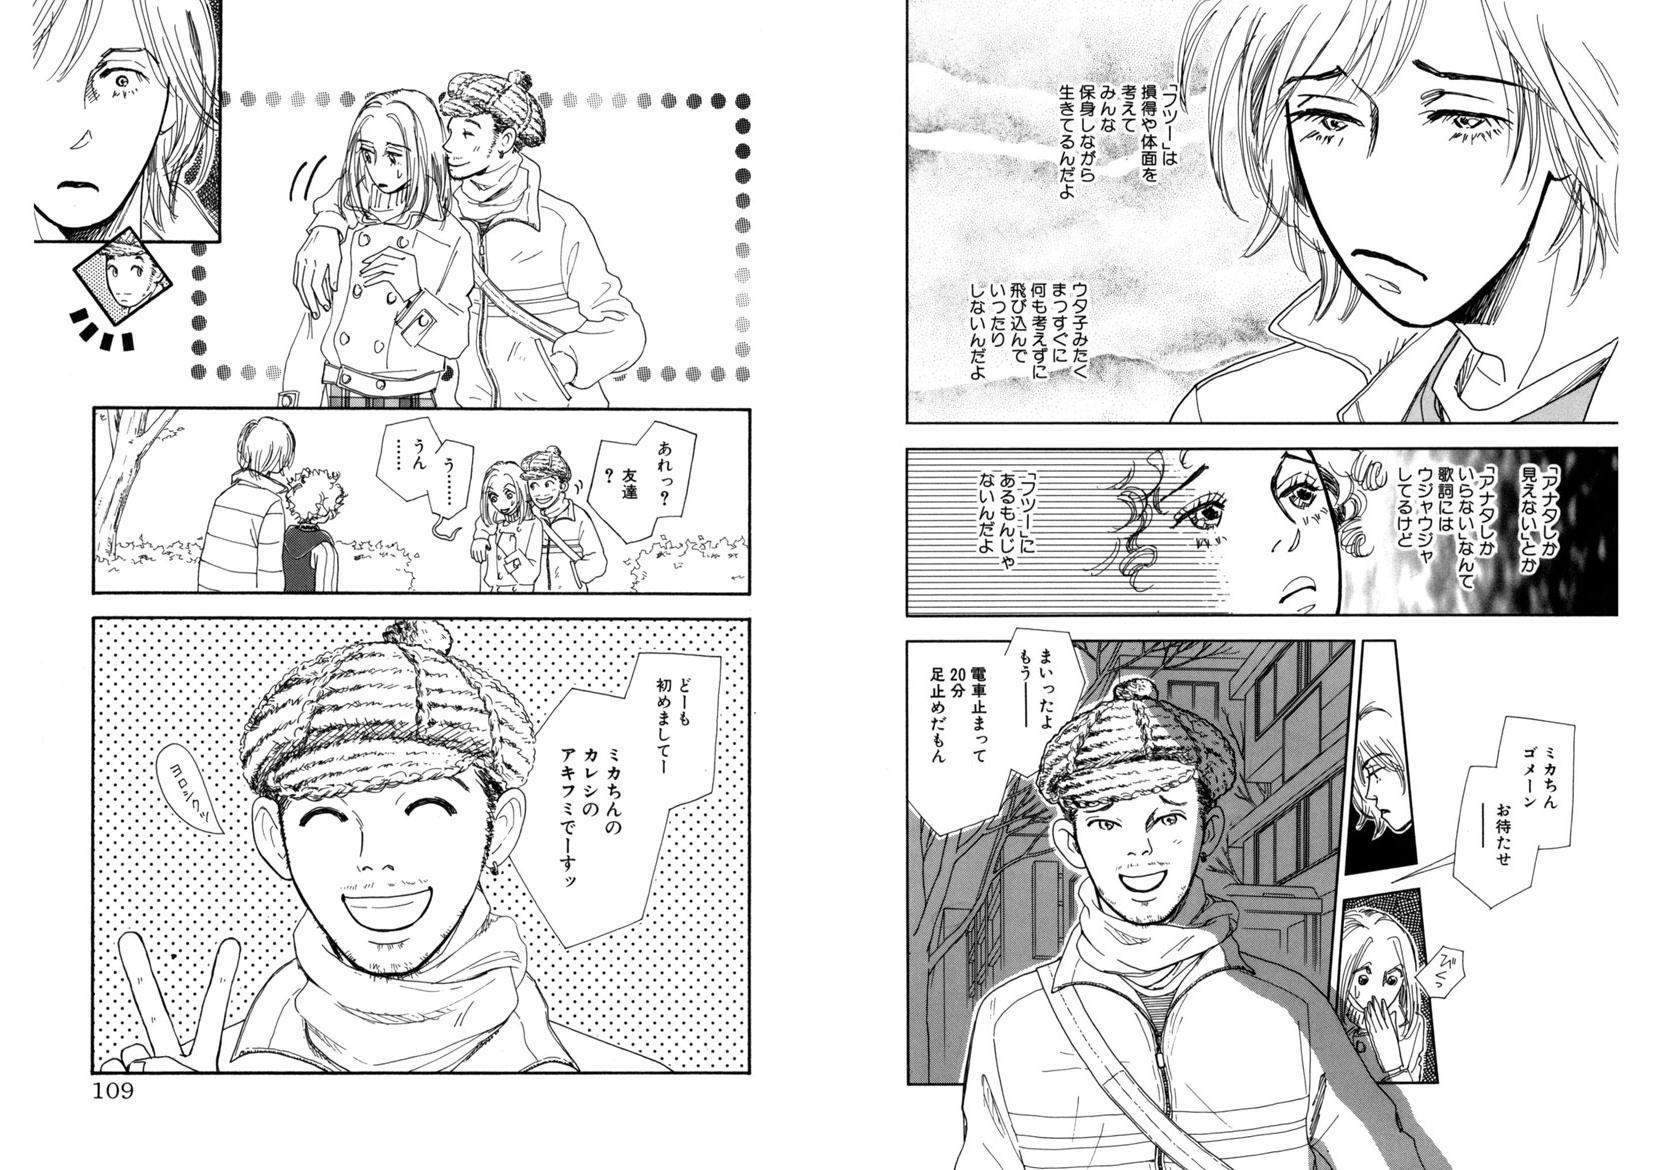 「フツー」は
損得や体面を
考えて
みんな
保身しながら
生きてるんだよ
ウタ子みたく
まっすぐに
何も考えずに
飛び込んで
いったり
しないんだよ
「アナタしか
見えない」とか
「アナタしか
いらない」なんて
歌詞には
ウジャウジャ
してるけど
「フツー」に
あるもんじゃ
ないんだよ
ミカちん
ゴメーン
お待たせ
──
びくっ
まいったよ
もう──
電車止まって
20分
足止めだもん
あれっ?
友達
?
う……
うん
……
どーも
初めましてー
ミカちんの
カレシの
アキフミでーすッ
ヨロシクッ
109